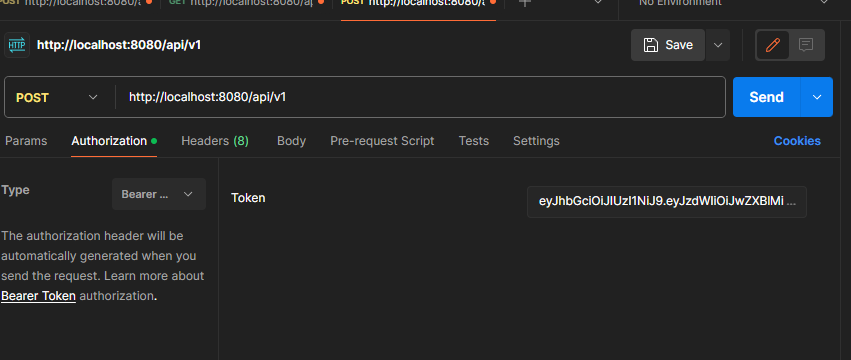 POST http://localhost:8080/
GET http://localhost:8080/ap
POST http://localhost:8080/a
No Environment
HTTP http://localhost:8080/api/v1
Save
POST http://localhost:8080/api/v1
Send
Params Authorization Headers (8) Body Pre-request Script Tests Settings Cookies
Type Bearer ...
Token eyJhbGciOiJIUzI1NiJ9.eyJzdWIiOiJwZXBlMi ...
The authorization header will be
automatically generated when you
send the request. Learn more about
Bearer Token authorization.